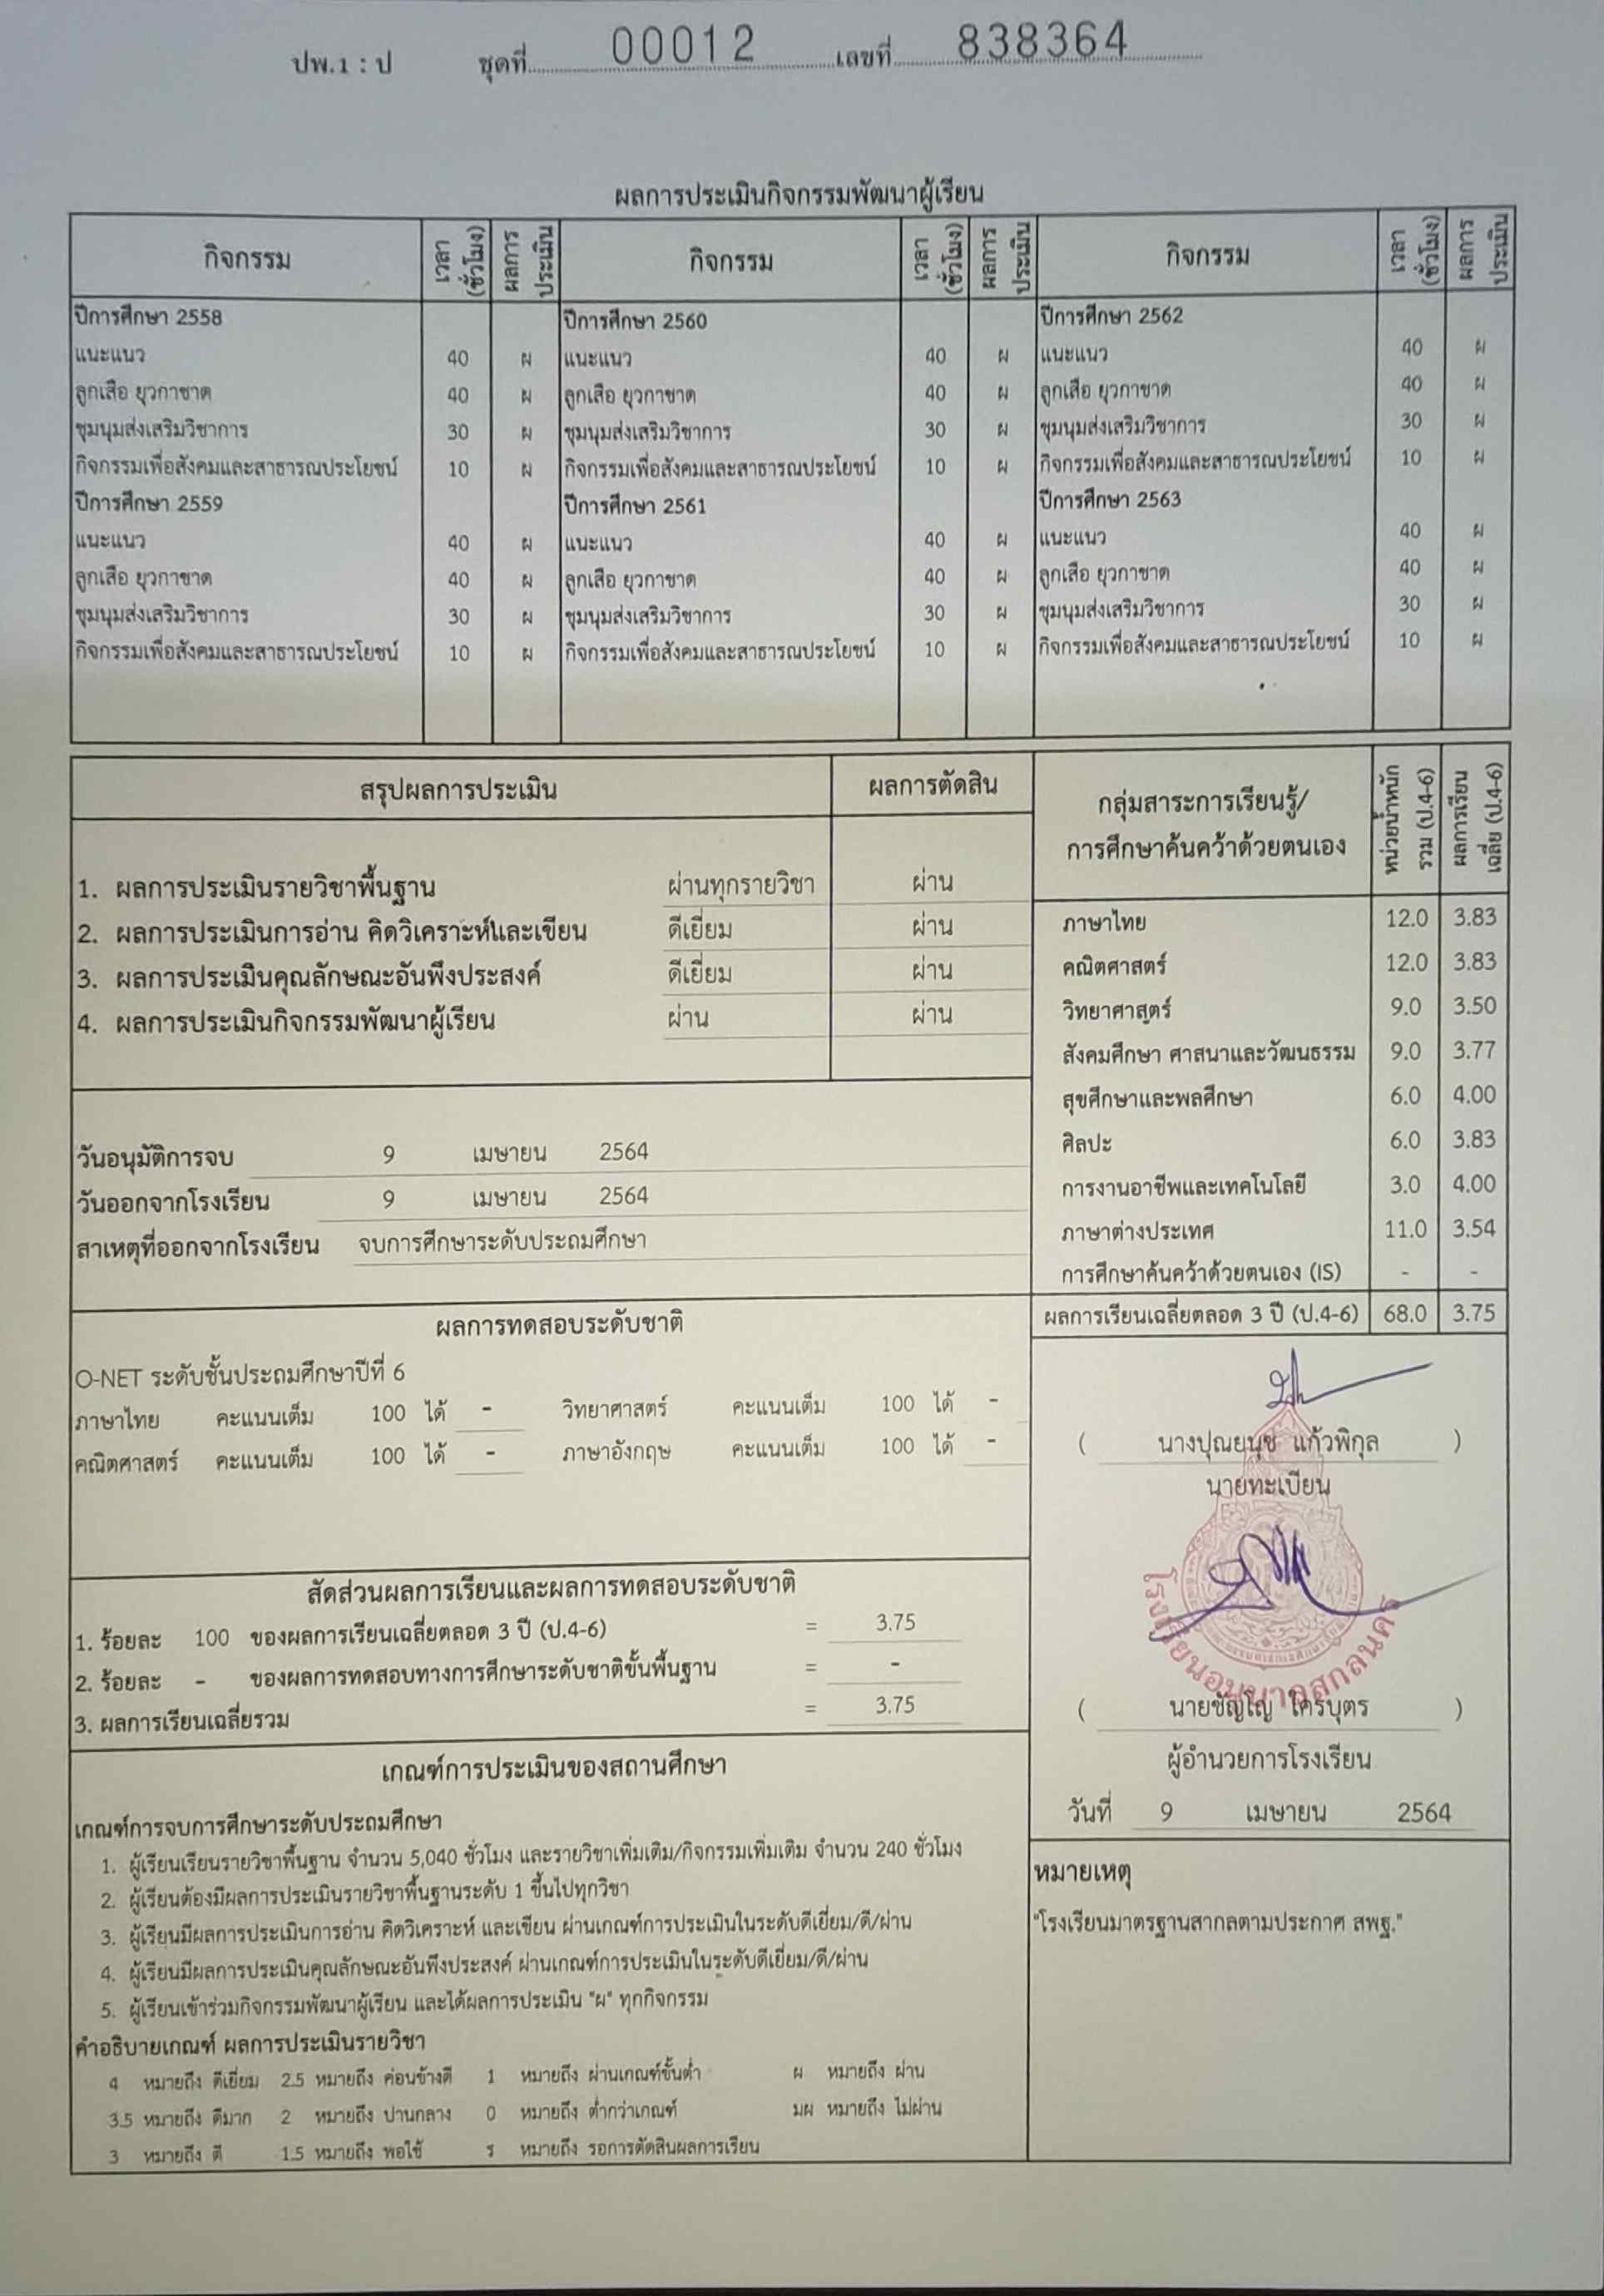 ปพ.1 : ป ชุดที่ 00012 เลขที่ 838364
ผลการประเมินกิจกรรมพัฒนาผู้เรียน
กิจกรรม เวลา (ชั่วโมง) ผลการประเมิน กิจกรรม เวลา (ชั่วโมง) ผลการประเมิน กิจกรรม เวลา (ชั่วโมง) ผลการประเมิน
ปีการศึกษา 2558 ปีการศึกษา 2560 ปีการศึกษา 2562
แนะแนว 40 ผ แนะแนว 40 ผ แนะแนว 40 ผ
ลูกเสือ ยุวกาชาด 40 ผ ลูกเสือ ยุวกาชาด 40 ผ ลูกเสือ ยุวกาชาด 40 ผ
ชุมนุมส่งเสริมวิชาการ 30 ผ ชุมนุมส่งเสริมวิชาการ 30 ผ ชุมนุมส่งเสริมวิชาการ 30 ผ
กิจกรรมเพื่อสังคมและสาธารณประโยชน์ 10 ผ กิจกรรมเพื่อสังคมและสาธารณประโยชน์ 10 ผ กิจกรรมเพื่อสังคมและสาธารณประโยชน์ 10 ผ
ปีการศึกษา 2559 ปีการศึกษา 2561 ปีการศึกษา 2563
แนะแนว 40 ผ แนะแนว 40 ผ แนะแนว 40 ผ
ลูกเสือ ยุวกาชาด 40 ผ ลูกเสือ ยุวกาชาด 40 ผ ลูกเสือ ยุวกาชาด 40 ผ
ชุมนุมส่งเสริมวิชาการ 30 ผ ชุมนุมส่งเสริมวิชาการ 30 ผ ชุมนุมส่งเสริมวิชาการ 30 ผ
กิจกรรมเพื่อสังคมและสาธารณประโยชน์ 10 ผ กิจกรรมเพื่อสังคมและสาธารณประโยชน์ 10 ผ กิจกรรมเพื่อสังคมและสาธารณประโยชน์ 10 ผ
สรุปผลการประเมิน ผลการตัดสิน
1. ผลการประเมินรายวิชาพื้นฐาน ผ่านทุกรายวิชา ผ่าน
2. ผลการประเมินการอ่าน คิดวิเคราะห์และเขียน ดีเยี่ยม ผ่าน
3. ผลการประเมินคุณลักษณะอันพึงประสงค์ ดีเยี่ยม ผ่าน
4. ผลการประเมินกิจกรรมพัฒนาผู้เรียน ผ่าน ผ่าน
วันอนุมัติการจบ 9 เมษายน 2564
วันออกจากโรงเรียน 9 เมษายน 2564
สาเหตุที่ออกจากโรงเรียน จบการศึกษาระดับประถมศึกษา
ผลการทดสอบระดับชาติ
O-NET ระดับชั้นประถมศึกษาปีที่ 6
ภาษาไทย คะแนนเต็ม 100 ได้ - วิทยาศาสตร์ คะแนนเต็ม 100 ได้ -
คณิตศาสตร์ คะแนนเต็ม 100 ได้ - ภาษาอังกฤษ คะแนนเต็ม 100 ได้ -
สัดส่วนผลการเรียนและผลการทดสอบระดับชาติ
1. ร้อยละ 100 ของผลการเรียนเฉลี่ยตลอด 3 ปี (ป.4-6) = 3.75
2. ร้อยละ - ของผลการทดสอบทางการศึกษาระดับชาติขั้นพื้นฐาน = -
3. ผลการเรียนเฉลี่ยรวม = 3.75
เกณฑ์การประเมินของสถานศึกษา
เกณฑ์การจบการศึกษาระดับประถมศึกษา
1. ผู้เรียนเรียนรายวิชาพื้นฐาน จำนวน 5,040 ชั่วโมง และรายวิชาเพิ่มเติม/กิจกรรมเพิ่มเติม จำนวน 240 ชั่วโมง
2. ผู้เรียนต้องมีผลการประเมินรายวิชาพื้นฐานระดับ 1 ขึ้นไปทุกวิชา
3. ผู้เรียนมีผลการประเมินการอ่าน คิดวิเคราะห์ และเขียน ผ่านเกณฑ์การประเมินในระดับดีเยี่ยม/ดี/ผ่าน
4. ผู้เรียนมีผลการประเมินคุณลักษณะอันพึงประสงค์ ผ่านเกณฑ์การประเมินในระดับดีเยี่ยม/ดี/ผ่าน
5. ผู้เรียนเข้าร่วมกิจกรรมพัฒนาผู้เรียน และได้ผลการประเมิน "ผ" ทุกกิจกรรม
คำอธิบายเกณฑ์ ผลการประเมินรายวิชา
4 หมายถึง ดีเยี่ยม 2.5 หมายถึง ค่อนข้างดี 1 หมายถึง ผ่านเกณฑ์ขั้นต่ำ ผ หมายถึง ผ่าน
3.5 หมายถึง ดีมาก 2 หมายถึง ปานกลาง 0 หมายถึง ต่ำกว่าเกณฑ์ มผ หมายถึง ไม่ผ่าน
3 หมายถึง ดี 1.5 หมายถึง พอใช้ ร หมายถึง รอการตัดสินผลการเรียน
กลุ่มสาระการเรียนรู้/ หน่วยน้ำหนัก ผลการเรียน
การศึกษาค้นคว้าด้วยตนเอง รวม (ป.4-6) เฉลี่ย (ป.4-6)
ภาษาไทย 12.0 3.83
คณิตศาสตร์ 12.0 3.83
วิทยาศาสตร์ 9.0 3.50
สังคมศึกษา ศาสนาและวัฒนธรรม 9.0 3.77
สุขศึกษาและพลศึกษา 6.0 4.00
ศิลปะ 6.0 3.83
การงานอาชีพและเทคโนโลยี 3.0 4.00
ภาษาต่างประเทศ 11.0 3.54
การศึกษาค้นคว้าด้วยตนเอง (IS) - -
ผลการเรียนเฉลี่ยตลอด 3 ปี (ป.4-6) 68.0 3.75
( นางปุณยนุช แก้วพิกุล )
นายทะเบียน
โรงเรียนอนุบาลสกลนคร
( นายชัญโญ ใครบุตร )
ผู้อำนวยการโรงเรียน
วันที่ 9 เมษายน 2564
หมายเหตุ
"โรงเรียนมาตรฐานสากลตามประกาศ สพฐ."